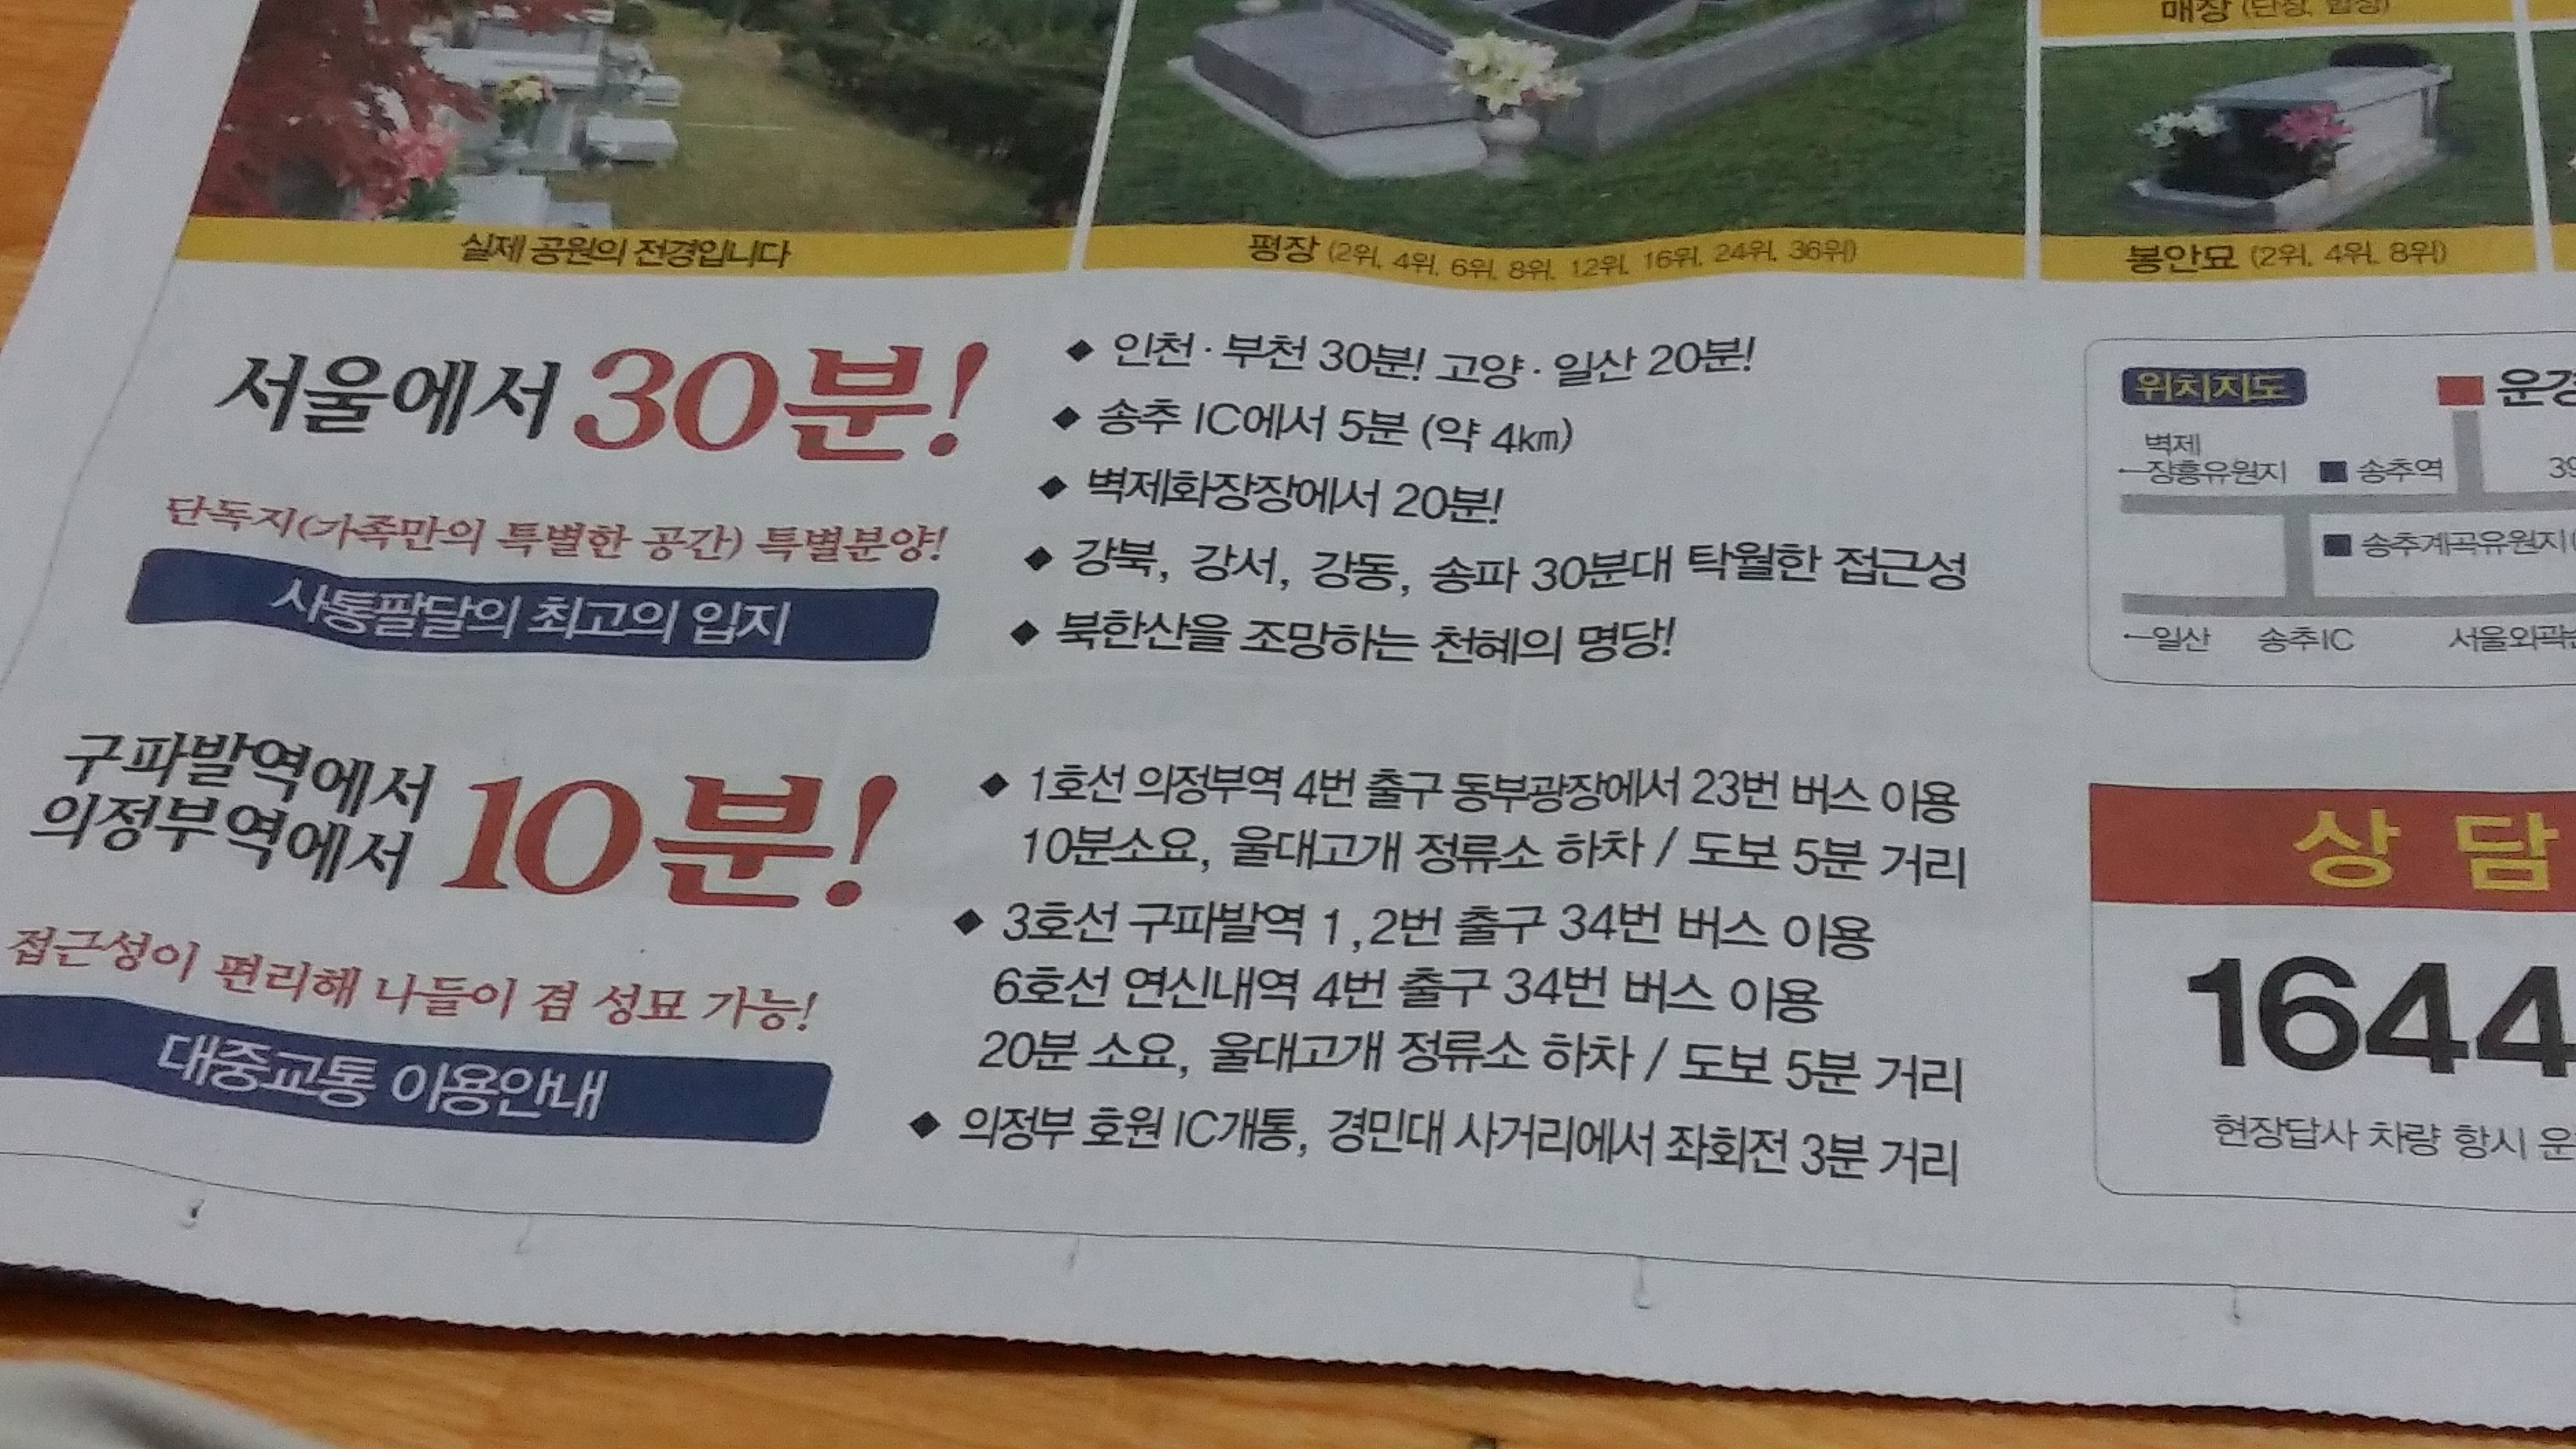 매장 (단장, 합장)
실제 공원의 전경입니다
평장 (2위, 4위, 6위, 8위, 12위, 16위, 24위, 36위)
봉안묘 (2위, 4위, 8위)
서울에서 30분!
단독지(가족만의 특별한 공간) 특별분양!
사통팔달의 최고의 입지
◆ 인천·부천 30분! 고양·일산 20분!
◆ 송추 IC에서 5분 (약 4㎞)
◆ 벽제화장장에서 20분!
◆ 강북, 강서, 강동, 송파 30분대 탁월한 접근성
◆ 북한산을 조망하는 천혜의 명당!
위치지도
운경
벽제
←장흥유원지
송추역
39
송추계곡유원지(
←일산
송추IC
서울외곽순
구파발역에서
의정부역에서
10분!
접근성이 편리해 나들이 겸 성묘 가능!
대중교통 이용안내
◆ 1호선 의정부역 4번 출구 동부광장에서 23번 버스 이용
10분소요, 울대고개 정류소 하차 / 도보 5분 거리
◆ 3호선 구파발역 1,2번 출구 34번 버스 이용
6호선 연신내역 4번 출구 34번 버스 이용
20분 소요, 울대고개 정류소 하차 / 도보 5분 거리
◆ 의정부 호원 IC개통, 경민대 사거리에서 좌회전 3분 거리
상 담
1644
현장답사 차량 항시 운